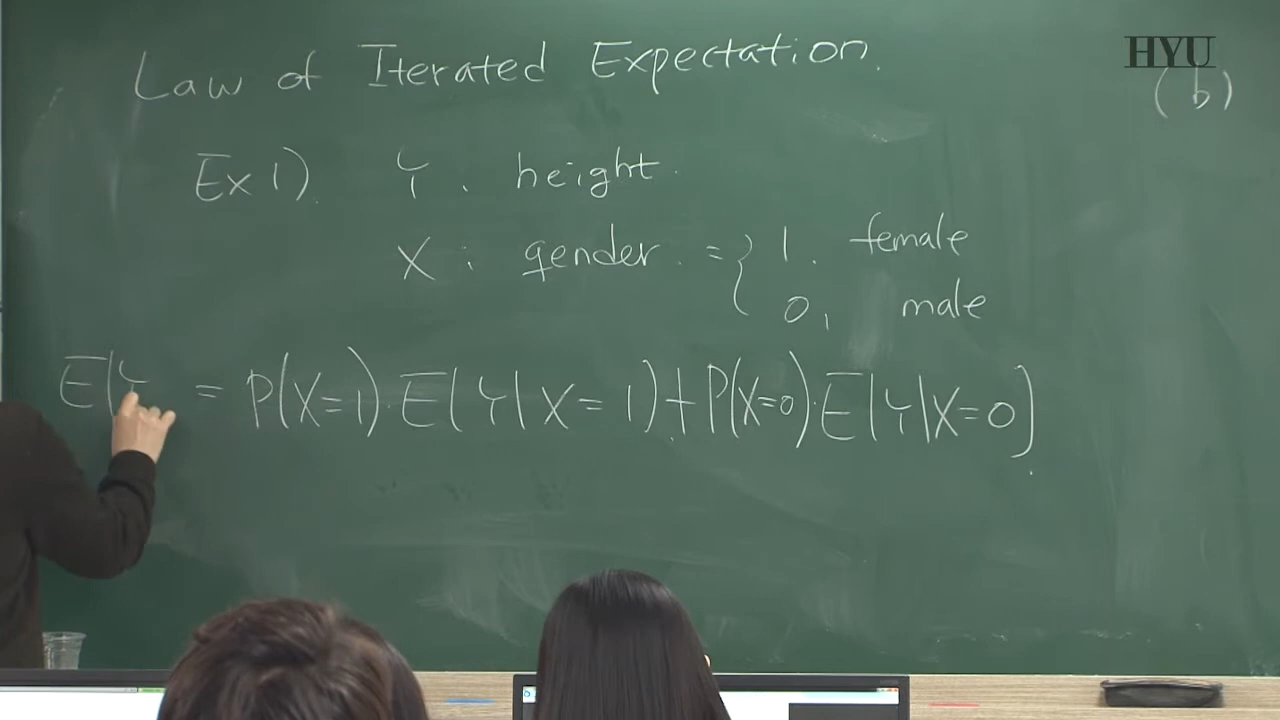 Law of Iterated Expectation.
HYU
(b)
Ex 1). Y . height.
X : gender . = { 1. female
0, male
E(Y = P(X=1)·E(Y|X=1)+P(X=0)·E(Y|X=0).